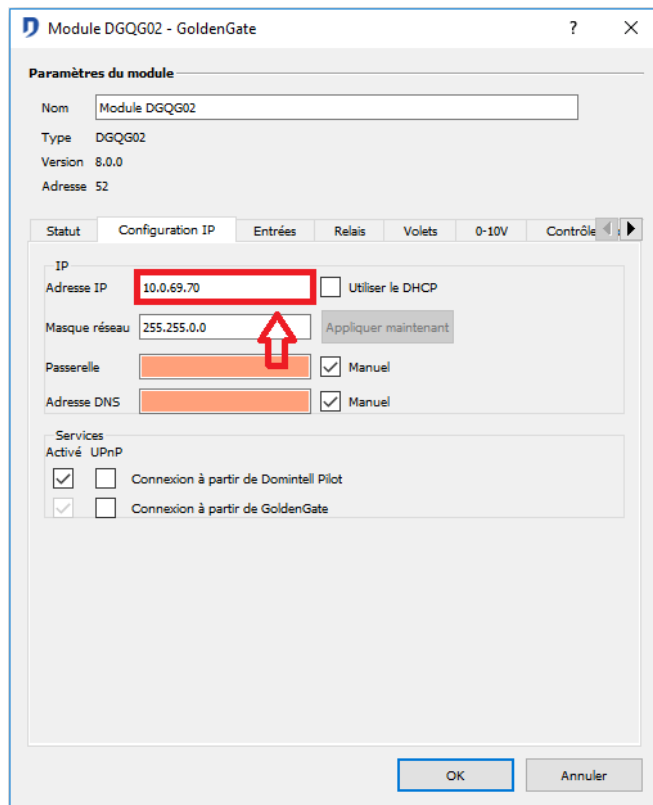 Module DGQG02 - GoldenGate
Paramètres du module
Nom Module DGQG02
Type DGQG02
Version 8.0.0
Adresse 52
Statut Configuration IP Entrées Relais Volets 0-10V Contrôle
IP
Adresse IP 10.0.69.70 Utiliser le DHCP
Masque réseau 255.255.0.0 Appliquer maintenant
Passerelle Manuel
Adresse DNS Manuel
Services
Activé UPnP
Connexion à partir de Domintell Pilot
Connexion à partir de GoldenGate
OK Annuler